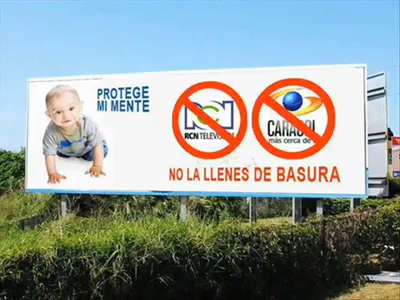 PROTEGE
MI MENTE
RCN TELEVISIÓN
CARACOL
más cerca de
NO LA LLENES DE BASURA